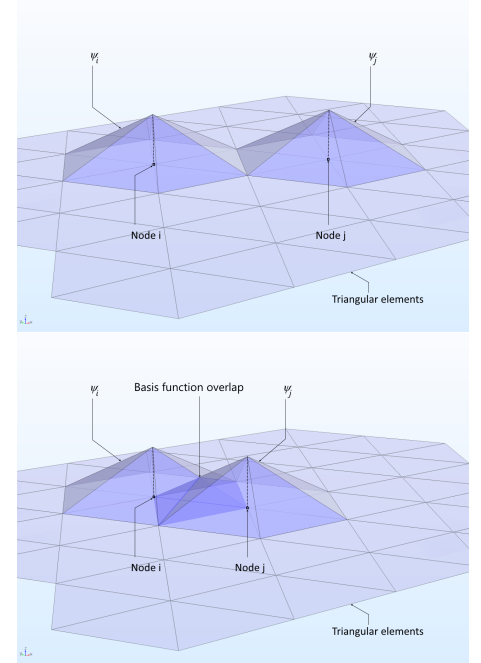 ψi ψj
Node i Node j
Triangular elements
Basis function overlap
ψi ψj
Node i Node j
Triangular elements